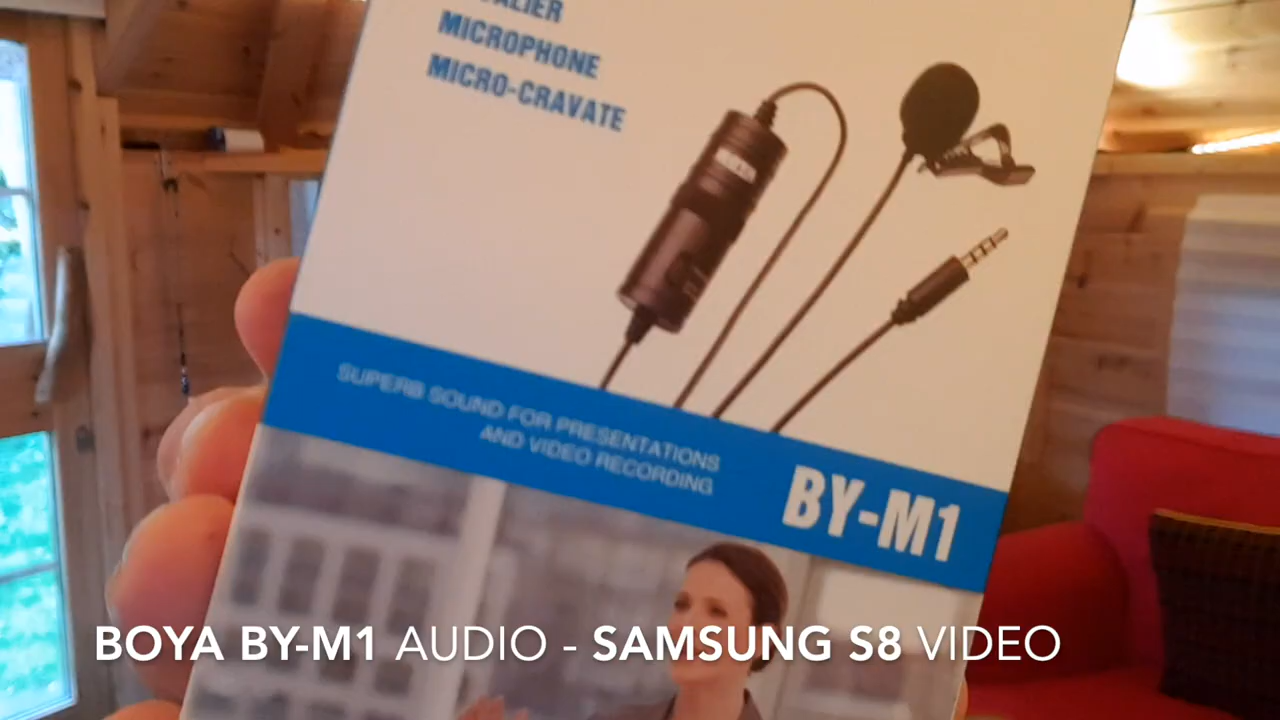 MICROPHONE
MICRO-CRAVATE
SUPERB SOUND FOR PRESENTATIONS
AND VIDEO RECORDING
BY-M1
BOYA BY-M1 AUDIO - SAMSUNG S8 VIDEO